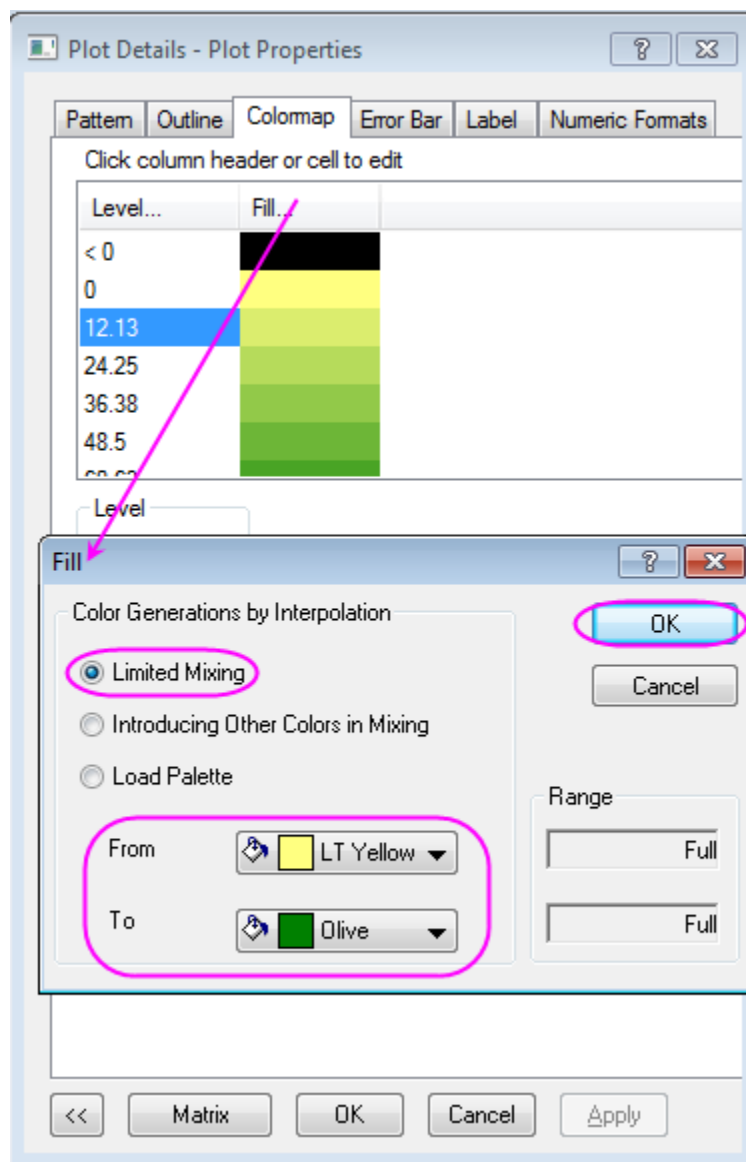 Plot Details - Plot Properties
Pattern Outline Colormap Error Bar Label Numeric Formats
Click column header or cell to edit
Level... Fill...
< 0
0
12.13
24.25
36.38
48.5
Level
Fill
Color Generations by Interpolation
OK
Limited Mixing
Cancel
Introducing Other Colors in Mixing
Load Palette
Range
From LT Yellow Full
To Olive Full
<< Matrix OK Cancel Apply